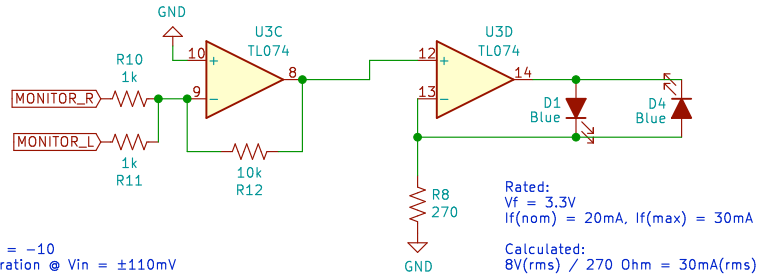 GND
U3C
TL074
U3D
TL074
R10
1k
10
+
8
12
+
14
MONITOR_R
9
-
13
-
D1
Blue
D4
Blue
MONITOR_L
1k
R11
10k
R12
R8
270
GND
Rated:
Vf = 3.3V
If(nom) = 20mA, If(max) = 30mA
Calculated:
8V(rms) / 270 Ohm = 30mA(rms)
= -10
ration @ Vin = ±110mV